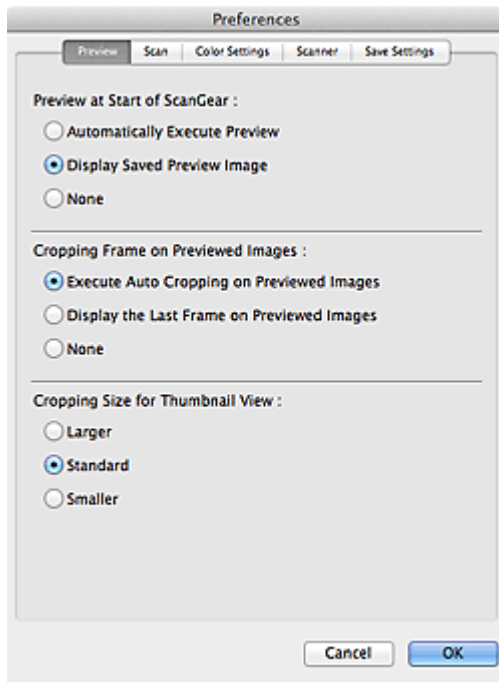 Preferences
Preview Scan Color Settings Scanner Save Settings
Preview at Start of ScanGear :
Automatically Execute Preview
Display Saved Preview Image
None
Cropping Frame on Previewed Images :
Execute Auto Cropping on Previewed Images
Display the Last Frame on Previewed Images
None
Cropping Size for Thumbnail View :
Larger
Standard
Smaller
Cancel OK